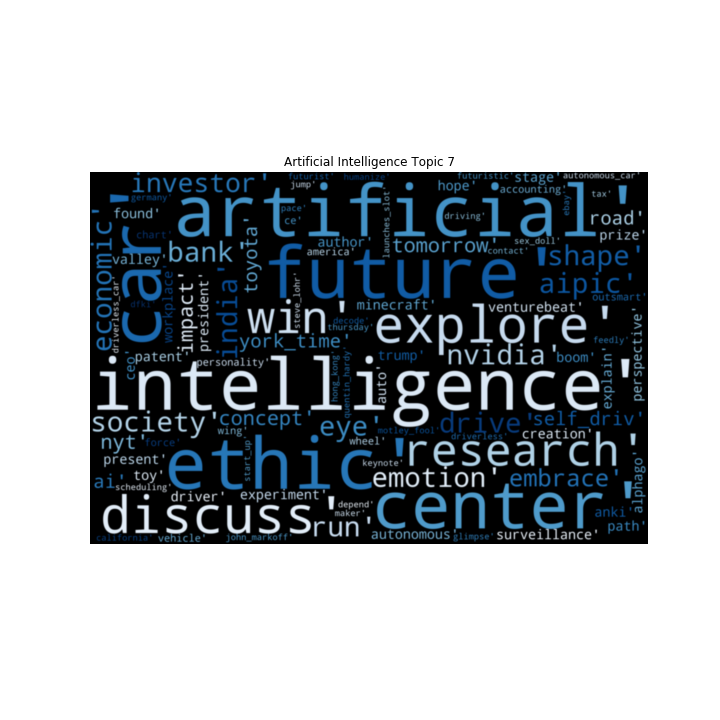 Artificial Intelligence Topic 7
investor' jump' futurist' humanize' futuristic' stage' autonomous_car'
germany' artificial' hope' accounting' tax' ebay'
found' pace' ce' launches_slot' driving' road' prize'
economic' car' chart' bank' toyota' author' america' tomorrow' sex_doll' contact' shape'
valley' future' aipic' outsmart'
driverless_car' dfki' workplace' impact' president' india' win' steve_lohr' minecraft' venturebeat'
explore' perspective'
decode' thursday' york_time' nvidia' feedly'
ceo' patent' personality' trump' boom' explain'
intelligence' hong_kong' quentin_hardy' auto'
society' concept' eye' motley_fool' drive' self_driv'
nyt' force' wing' start_up' wheel' driverless' creation'
present' ethic' research' alphago'
ai' toy' keynote' emotion' embrace'
scheduling' driver' experiment' depend' maker' center' anki'
discuss' run' path'
california' vehicle' john_markoff' autonomous' glimpse' surveillance'